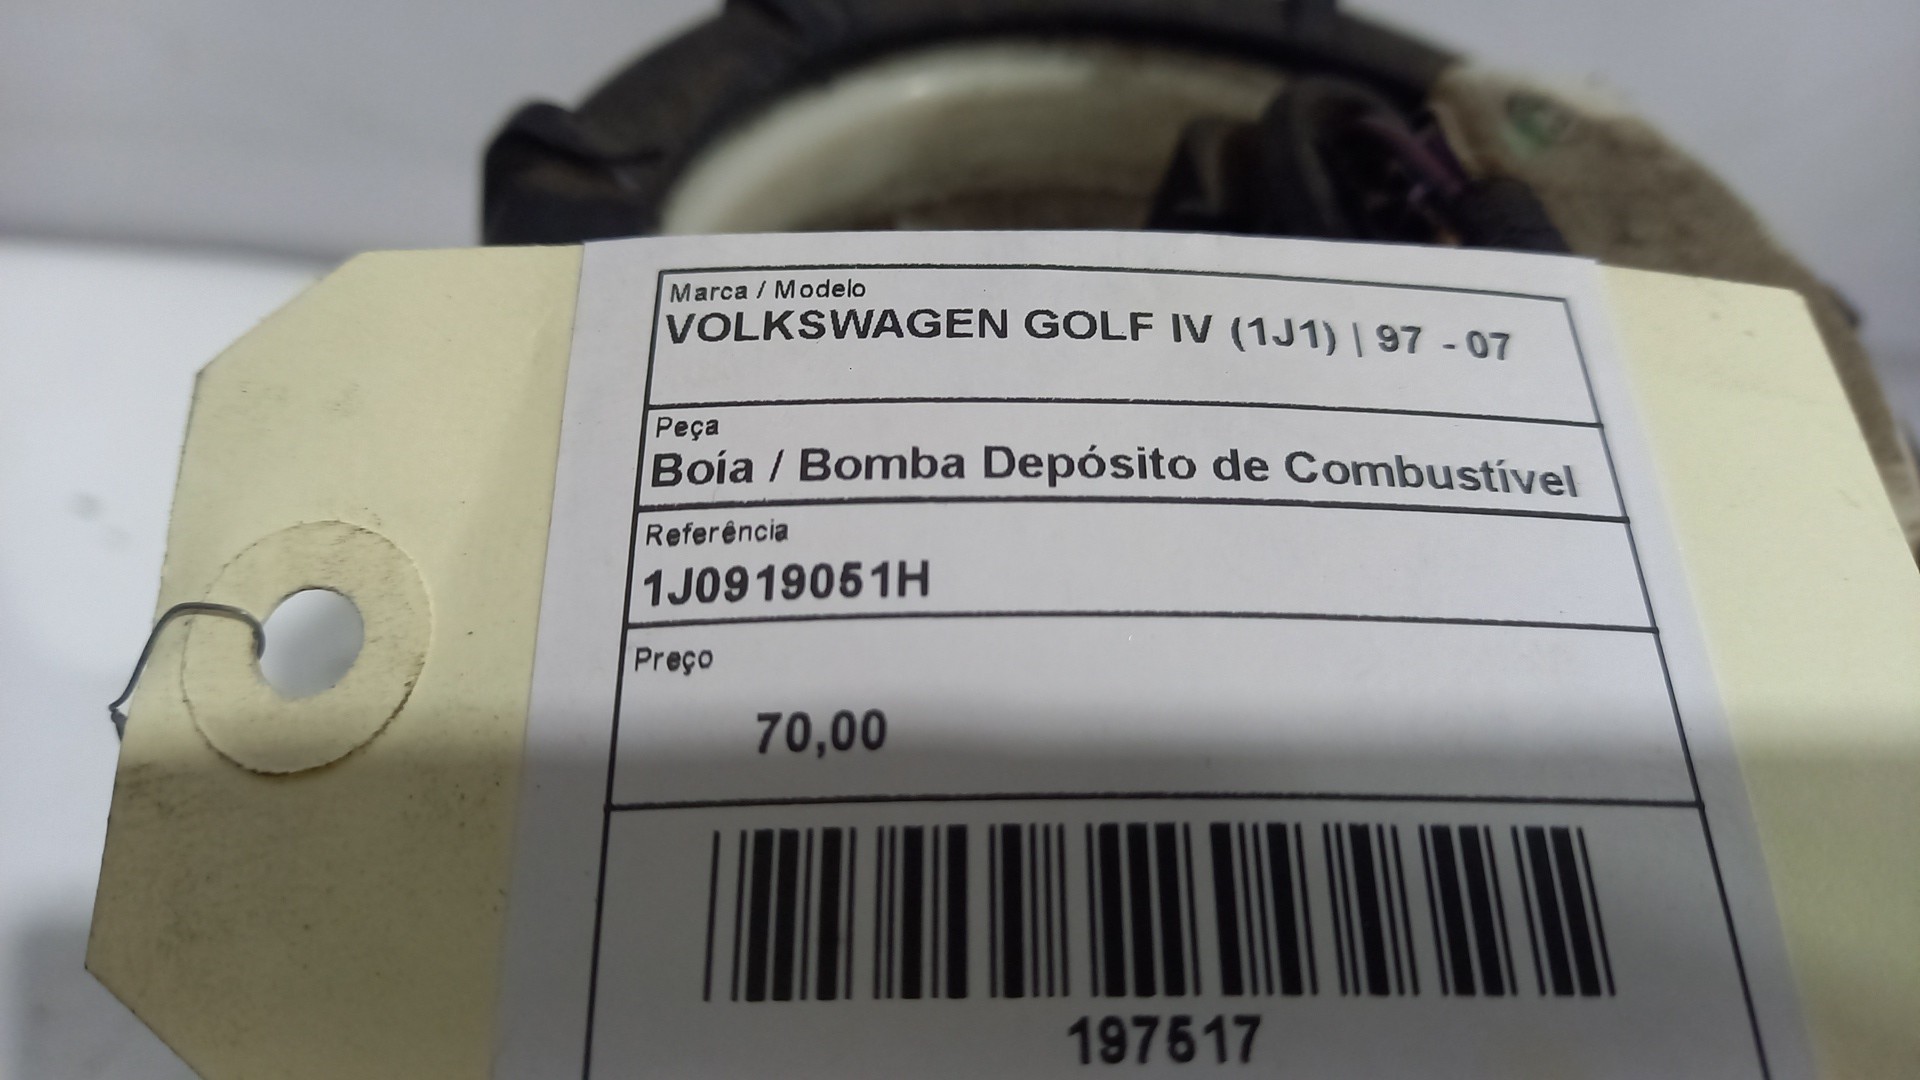 Marca / Modelo
VOLKSWAGEN GOLF IV (1J1) | 97 - 07
Peça
Boía / Bomba Depósito de Combustível
Referência
1J0919051H
Preço
70,00
197517